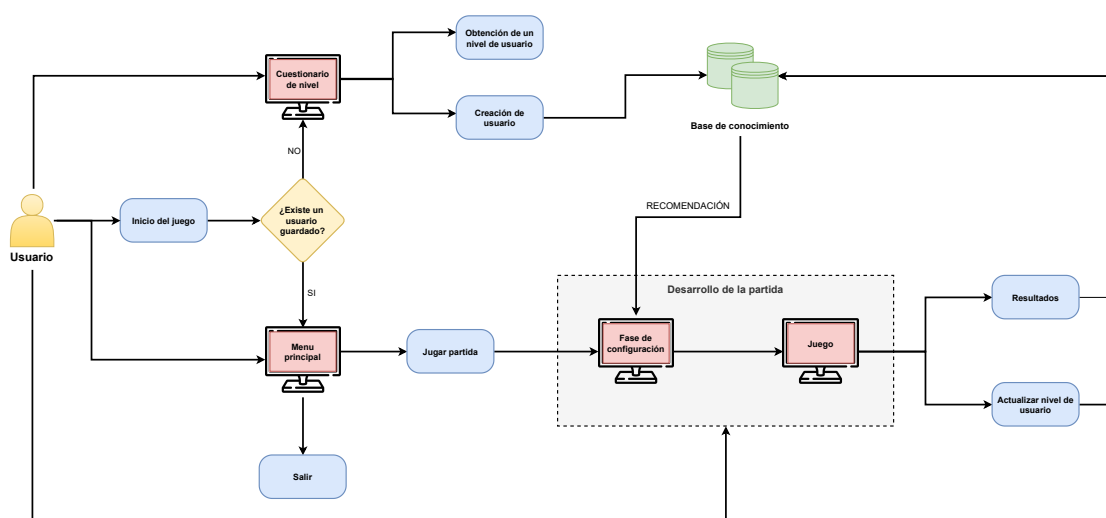 Obtención de un
nivel de usuario
Cuestionario
de nivel
Creación de
usuario
Base de conocimiento
NO
¿Existe un
usuario
guardado?
Inicio del juego
Usuario
RECOMENDACIÓN
SI
Desarrollo de la partida
Menu
principal
Jugar partida
Fase de
configuración
Juego
Resultados
Actualizar nivel de
usuario
Salir